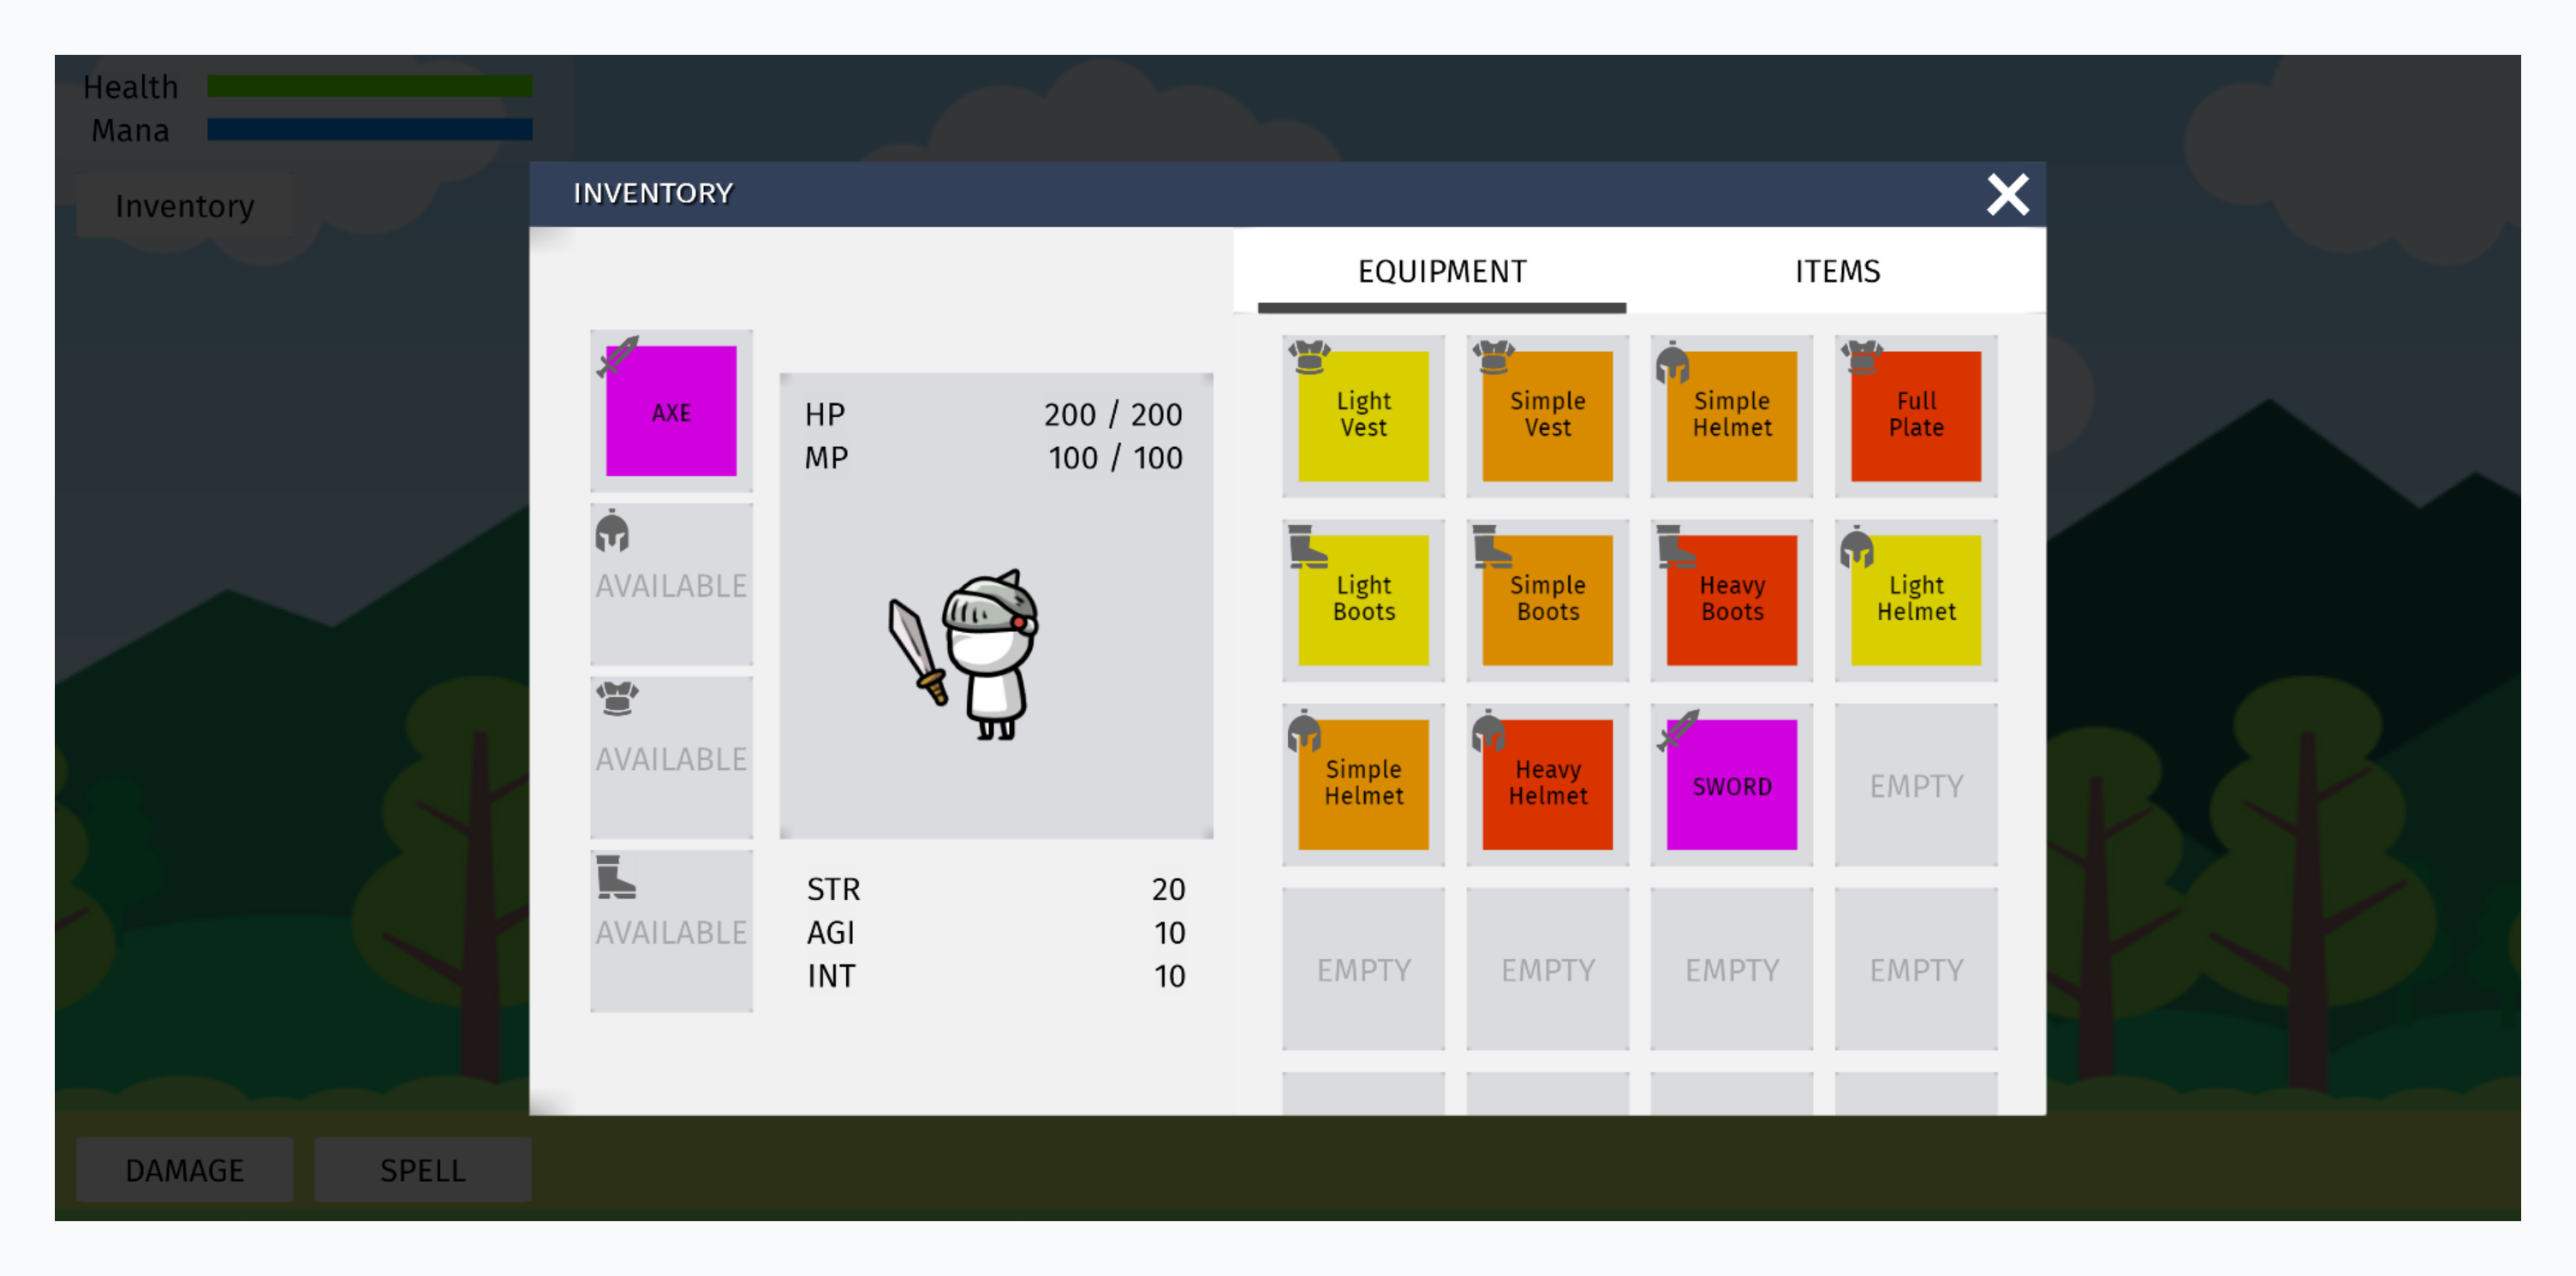 Health
Mana
Inventory
INVENTORY
EQUIPMENT
ITEMS
AXE
AVAILABLE
AVAILABLE
AVAILABLE
HP 200 / 200
MP 100 / 100
STR 20
AGI 10
INT 10
Light
Vest
Simple
Vest
Simple
Helmet
Full
Plate
Light
Boots
Simple
Boots
Heavy
Boots
Light
Helmet
Simple
Helmet
Heavy
Helmet
SWORD
EMPTY
EMPTY
EMPTY
EMPTY
EMPTY
DAMAGE
SPELL